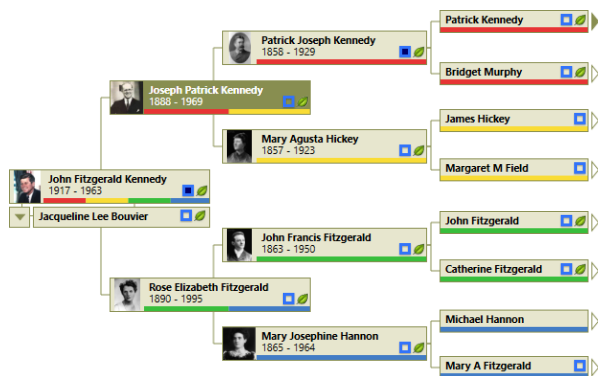 Patrick Kennedy
Patrick Joseph Kennedy
1858 - 1929
Bridget Murphy
Joseph Patrick Kennedy
1888 - 1969
James Hickey
Mary Agusta Hickey
1857 - 1923
Margaret M Field
John Fitzgerald Kennedy
1917 - 1963
Jacqueline Lee Bouvier
John Fitzgerald
John Francis Fitzgerald
1863 - 1950
Catherine Fitzgerald
Rose Elizabeth Fitzgerald
1890 - 1995
Michael Hannon
Mary Josephine Hannon
1865 - 1964
Mary A Fitzgerald